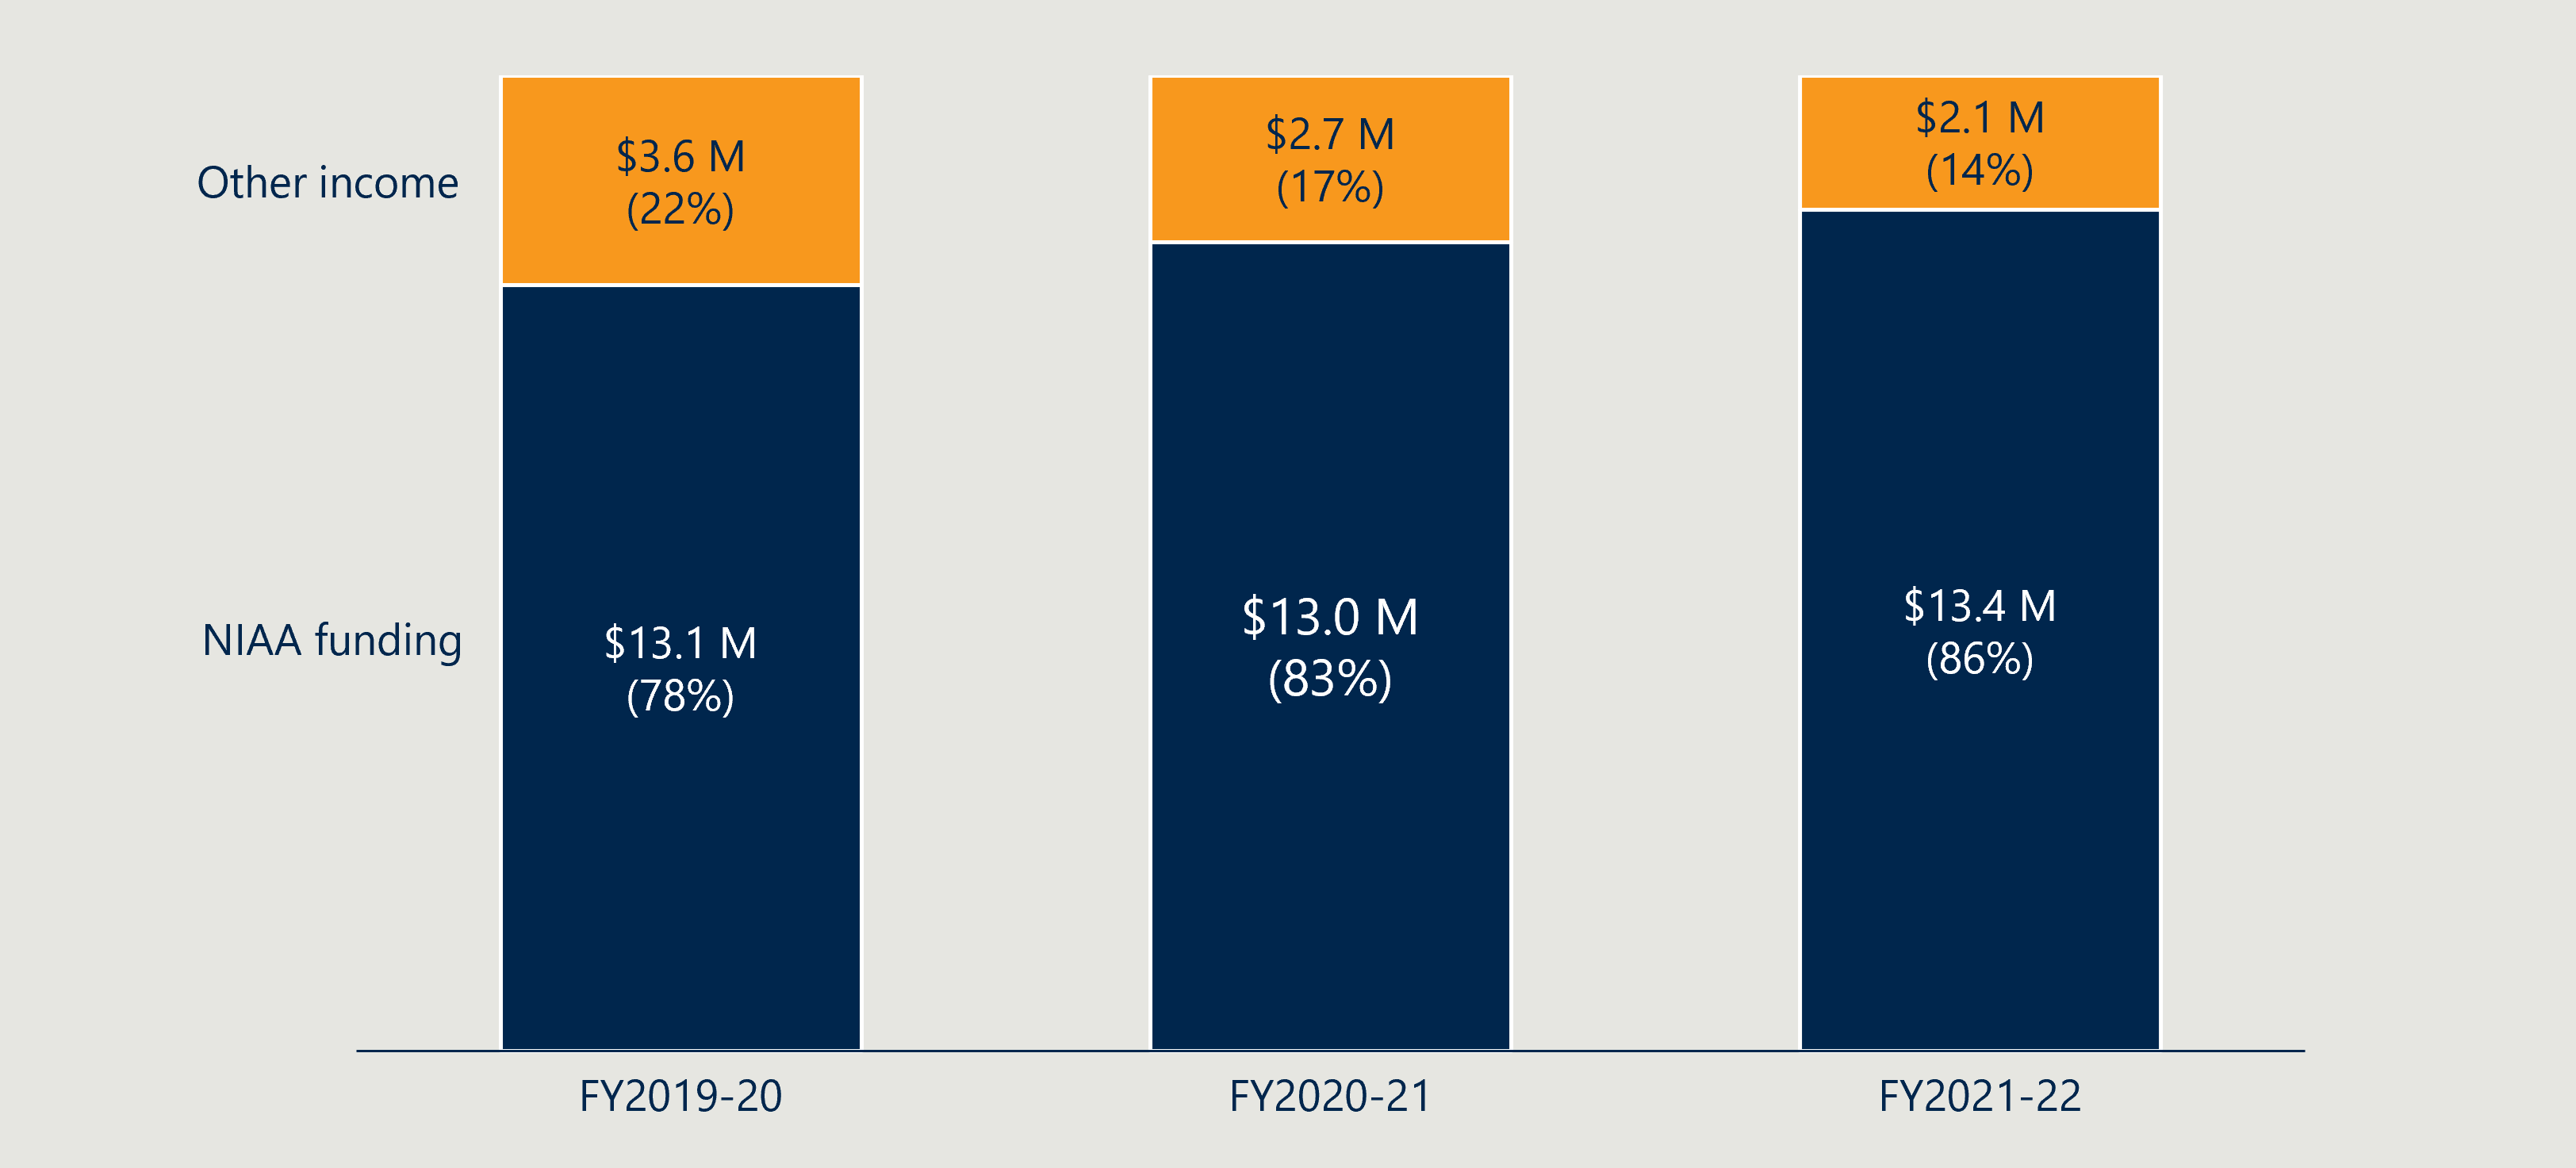 Other income
$3.6 M
(22%)
$2.7 M
(17%)
$2.1 M
(14%)
NIAA funding
$13.1 M
(78%)
$13.0 M
(83%)
$13.4 M
(86%)
FY2019-20
FY2020-21
FY2021-22